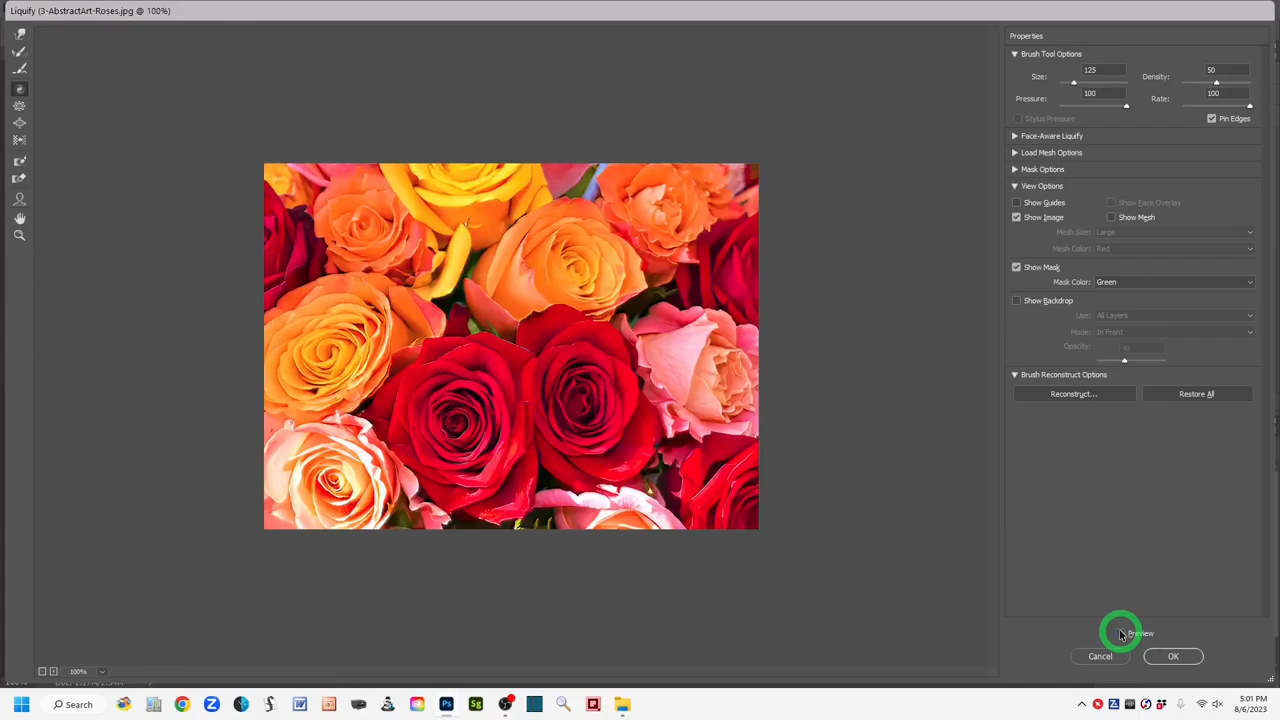 Liquify (3-AbstractArt-Roses.jpg @ 100%)
Properties
Brush Tool Options
Size: 125 Density: 50
Pressure: 100 Rate: 100
Stylus Pressure Pin Edges
Face-Aware Liquify
Load Mesh Options
Mask Options
View Options
Show Guides Show Face Overlay
Show Image Show Mesh
Mesh Size: Large
Mesh Color: Red
Show Mask
Mask Color: Green
Show Backdrop
Use: All Layers
Mode: In Front
Opacity:
Brush Reconstruct Options
Reconstruct... Restore All
Preview
Cancel OK
100%
Search
5:01 PM
8/6/2023